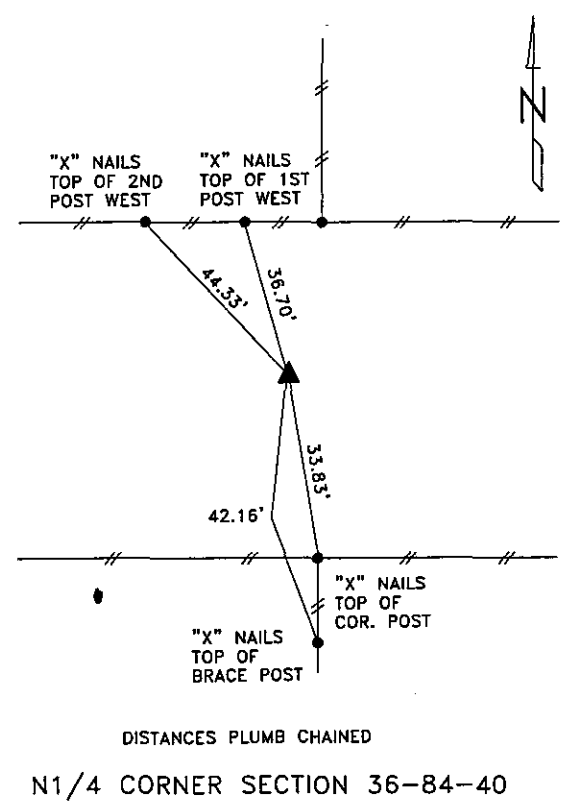 N
"X" NAILS
TOP OF 2ND
POST WEST
"X" NAILS
TOP OF 1ST
POST WEST
44.33'
36.70'
33.83'
42.16'
"X" NAILS
TOP OF
COR. POST
"X" NAILS
TOP OF
BRACE POST
DISTANCES PLUMB CHAINED
N1/4 CORNER SECTION 36-84-40